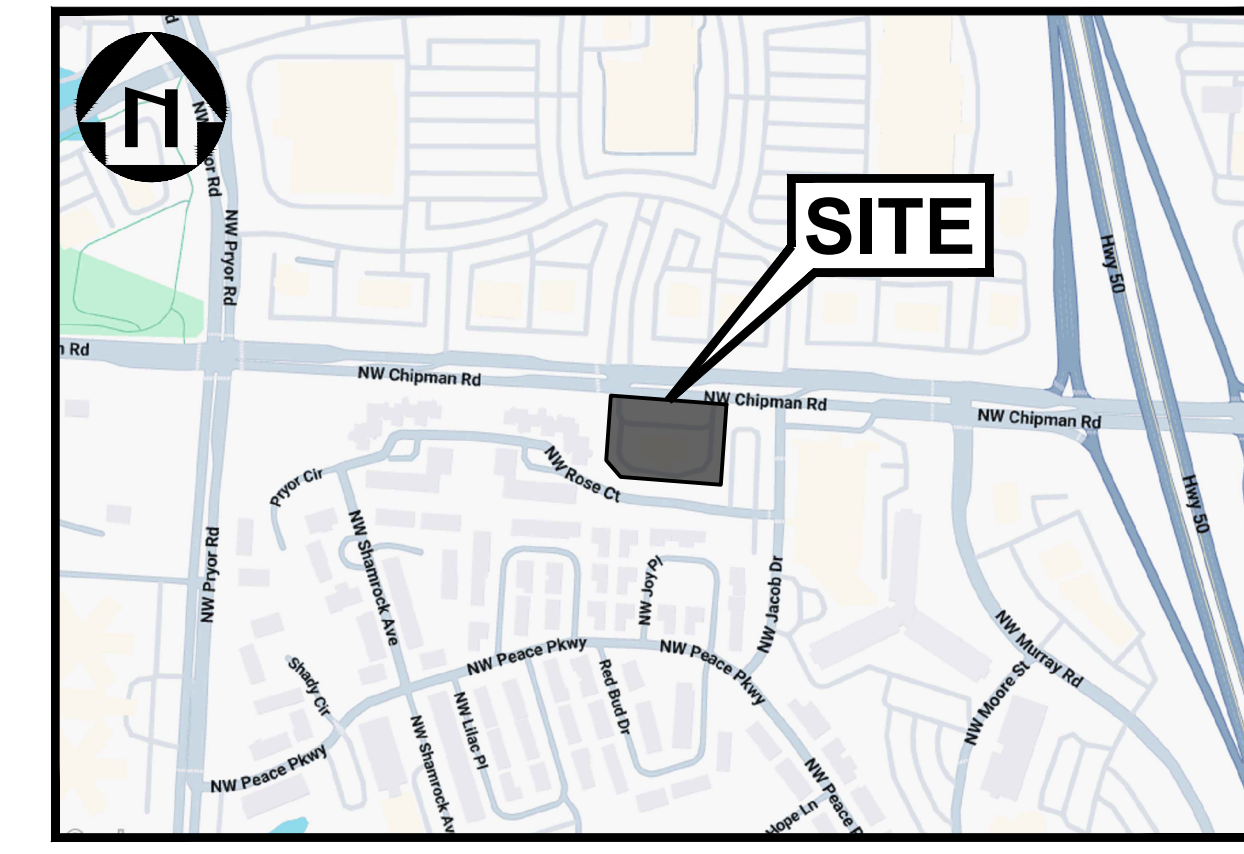 N
NW Pryor Rd
NW Pryor Rd
SITE
Hwy 50
n Rd
NW Chipman Rd
NW Chipman Rd
NW Chipman Rd
NW Rose Ct
Pryor Cir
Hwy 50
NW Shamrock Ave
NW Pryor Rd
NW Joy Pl
NW Jacob Dr
NW Peace Pkwy
NW Peace Pkwy
NW Murray Rd
NW Moore St
Shady Cir
Red Bud Dr
NW Lilac Pl
NW Shamrock Av
NW Peace Pkwy
NW Peace P
Hope Ln